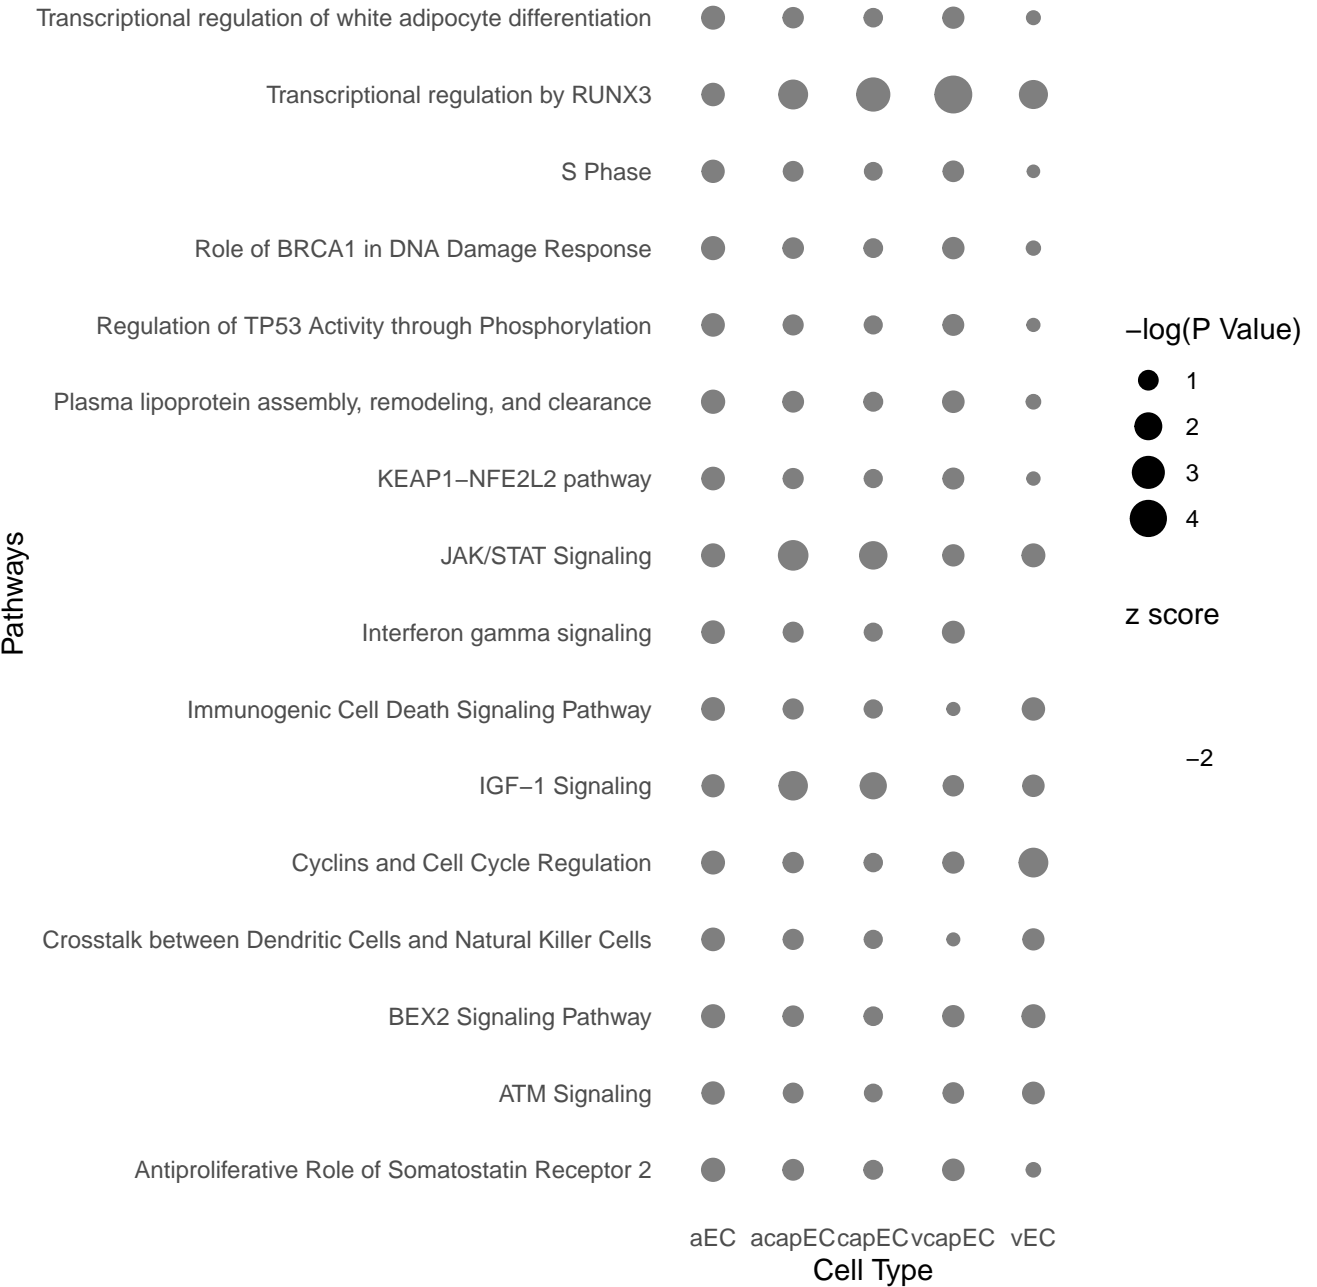 Transcriptional regulation of white adipocyte differentiation
Transcriptional regulation by RUNX3
S Phase
Role of BRCA1 in DNA Damage Response
Regulation of TP53 Activity through Phosphorylation
Plasma lipoprotein assembly, remodeling, and clearance
KEAP1−NFE2L2 pathway
JAK/STAT Signaling
Interferon gamma signaling
Immunogenic Cell Death Signaling Pathway
IGF−1 Signaling
Cyclins and Cell Cycle Regulation
Crosstalk between Dendritic Cells and Natural Killer Cells
BEX2 Signaling Pathway
ATM Signaling
Antiproliferative Role of Somatostatin Receptor 2
Pathways
aEC acapEC capEC vcapEC vEC
Cell Type
−log(P Value)
1
2
3
4
z score
−2